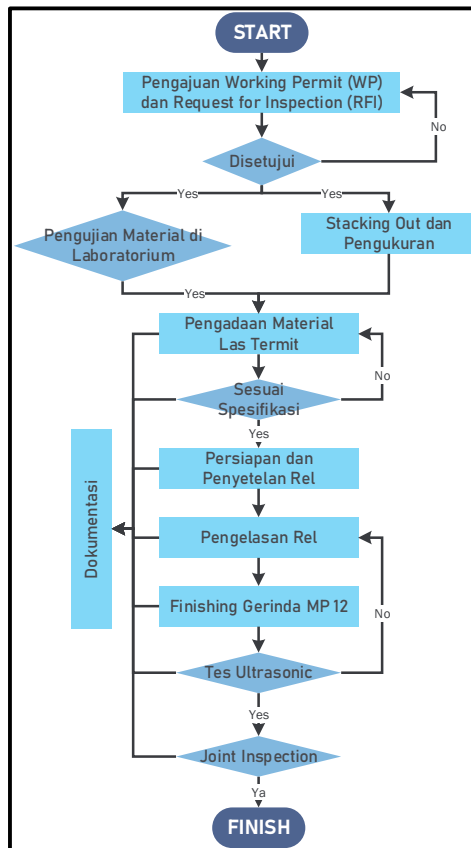 START
Pengajuan Working Permit (WP)
dan Request for Inspection (RFI)
No
Disetujui
Yes
Yes
Pengujian Material di
Laboratorium
Stacking Out dan
Pengukuran
Yes
Pengadaan Material
Las Termit
No
Sesuai
Spesifikasi
Yes
Dokumentasi
Persiapan dan
Penyetelan Rel
Pengelasan Rel
Finishing Gerinda MP 12
No
Tes Ultrasonic
Yes
Joint Inspection
Ya
FINISH